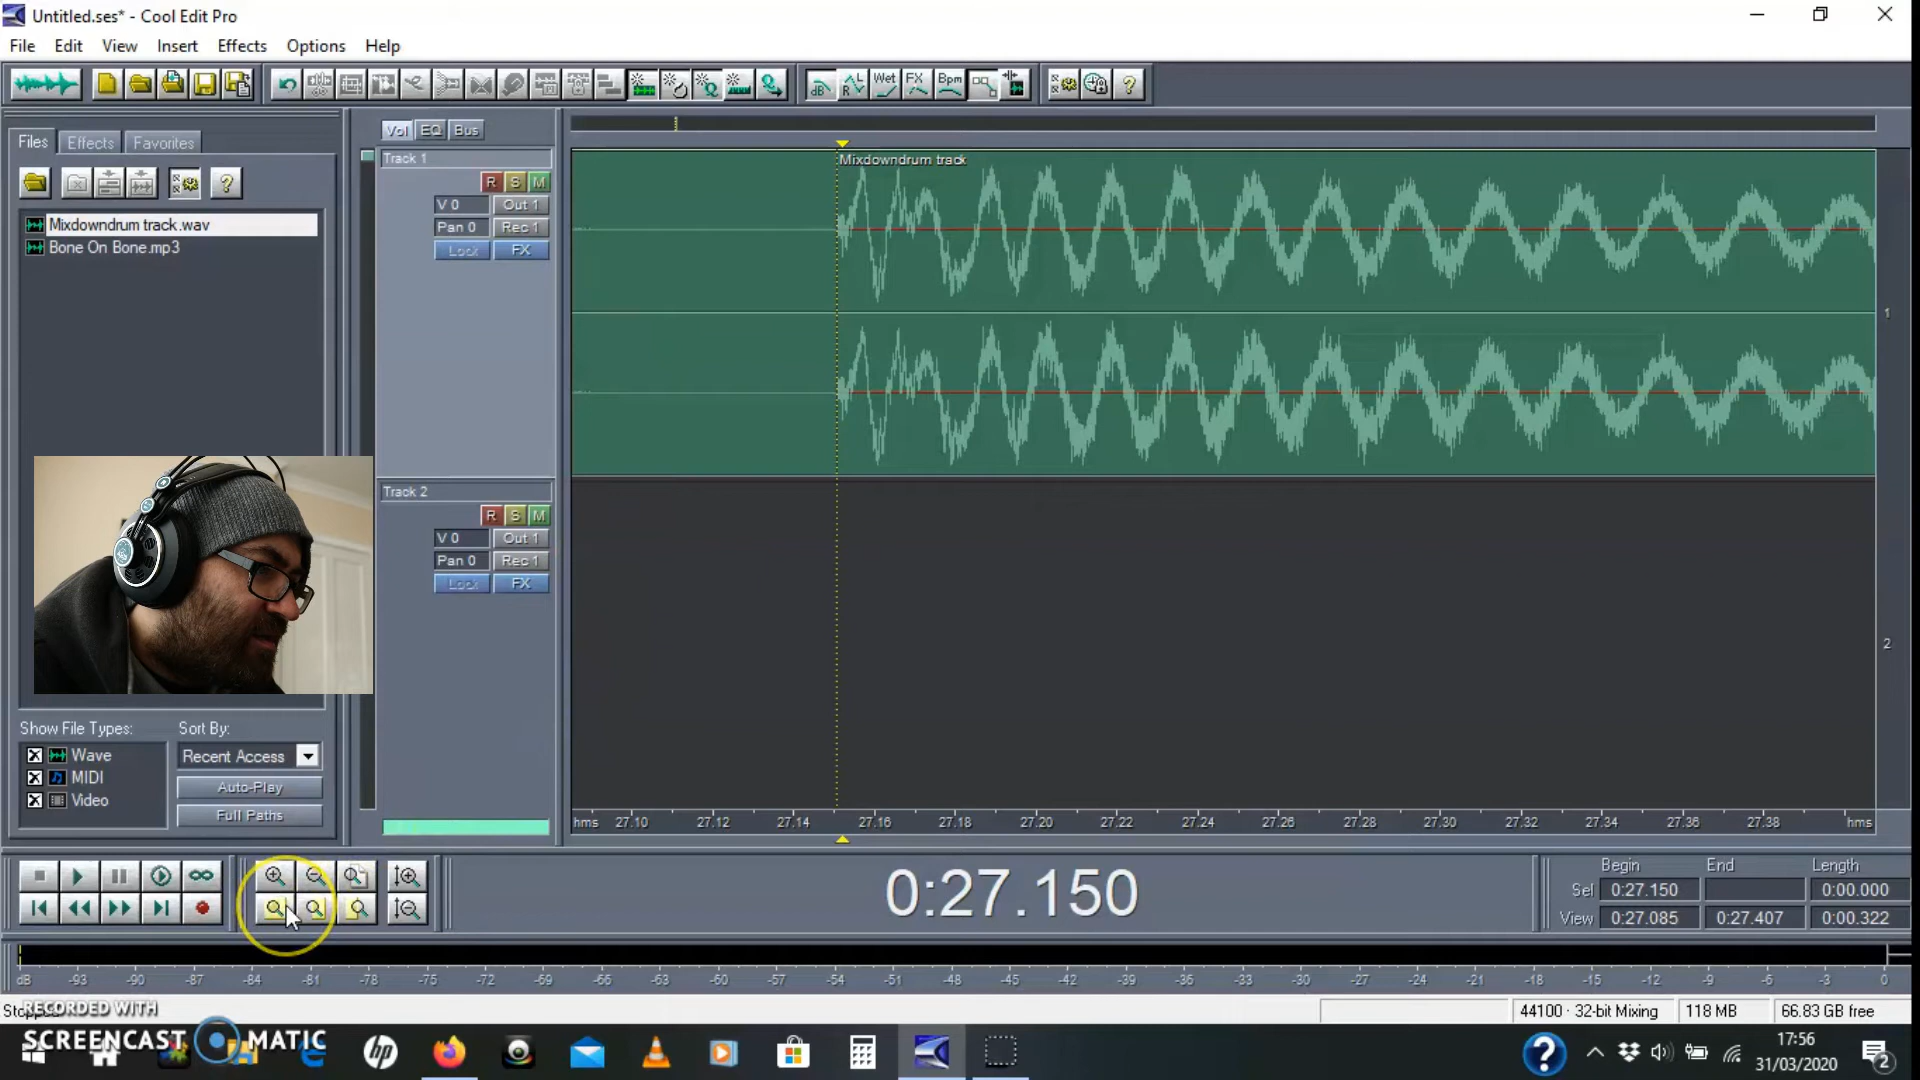 Untitled.ses* - Cool Edit Pro
File Edit View Insert Effects Options Help
dB L R Wet FX Bpm ?
Files Effects Favorites
?
Mixdowndrum track.wav
Bone On Bone.mp3
Show File Types:
Wave
MIDI
Video
Sort By:
Recent Access
Auto-Play
Full Paths
Vol EQ Bus
Track 1
R S M
V 0 Out 1
Pan 0 Rec 1
Lock FX
Track 2
R S M
V 0 Out 1
Pan 0 Rec 1
Lock FX
Mixdowndrum track
1
2
hms 27.10 27.12 27.14 27.16 27.18 27.20 27.22 27.24 27.26 27.28 27.30 27.32 27.34 27.36 27.38 hms
0:27.150
Begin End Length
Sel 0:27.150 0:00.000
View 0:27.085 0:27.407 0:00.322
dB -93 -90 -87 -84 -81 -78 -75 -72 -69 -66 -63 -60 -57 -54 -51 -48 -45 -42 -39 -36 -33 -30 -27 -24 -21 -18 -15 -12 -9 -6 -3 0
44100 · 32-bit Mixing 118 MB 66.83 GB free
RECORDED WITH
SCREENCAST MATIC
hp
?
17:56
31/03/2020
2